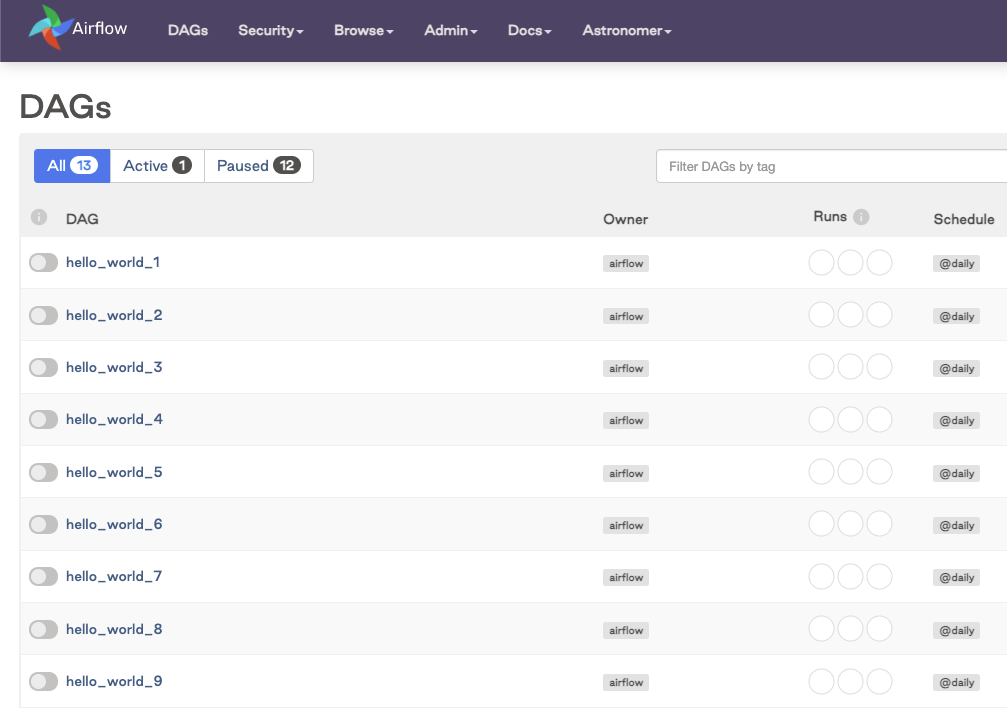 Airflow DAGs Security Browse Admin Docs Astronomer
DAGs
All 13 Active 1 Paused 12 Filter DAGs by tag
i DAG Owner Runs i Schedule
hello_world_1 airflow @daily
hello_world_2 airflow @daily
hello_world_3 airflow @daily
hello_world_4 airflow @daily
hello_world_5 airflow @daily
hello_world_6 airflow @daily
hello_world_7 airflow @daily
hello_world_8 airflow @daily
hello_world_9 airflow @daily